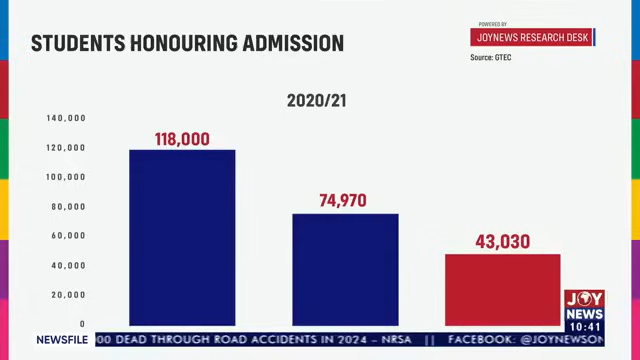 POWERED BY
STUDENTS HONOURING ADMISSION
JOYNEWS RESEARCH DESK
Source: GTEC
2020/21
140,000
120,000
100,000
80,000
60,000
40,000
20,000
0
118,000
74,970
43,030
JOY
NEWS
10:41
NEWSFILE
00 DEAD THROUGH ROAD ACCIDENTS IN 2024 – NRSA || FACEBOOK: @JOYNEWSON